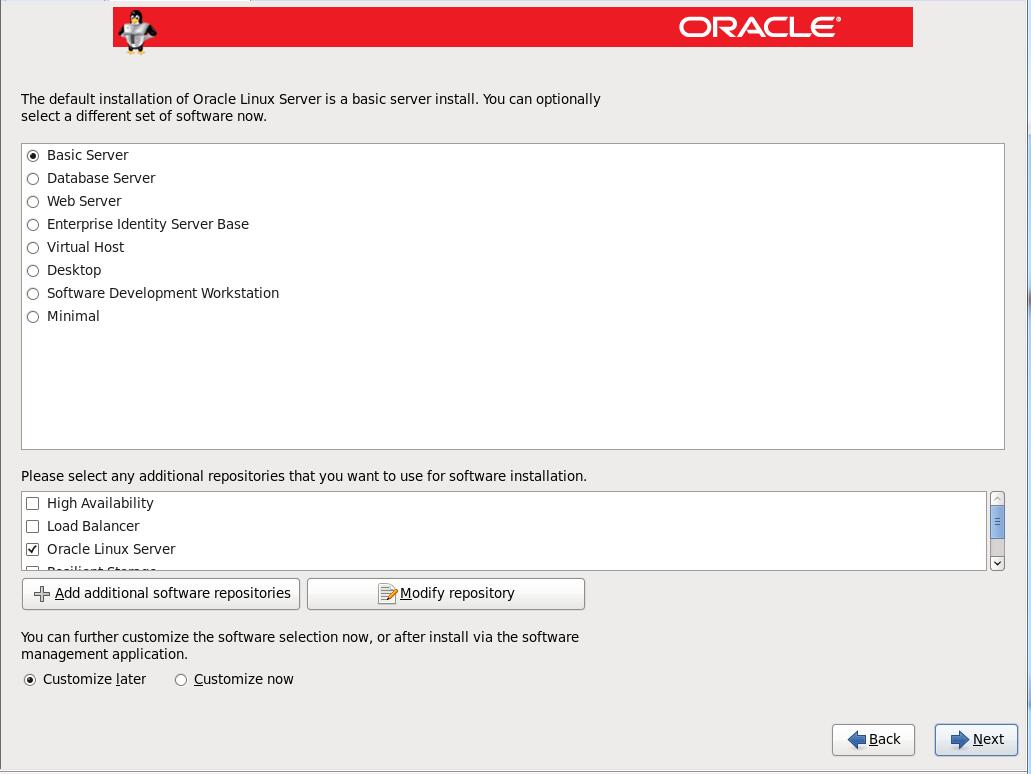 ORACLE®
The default installation of Oracle Linux Server is a basic server install. You can optionally
select a different set of software now.
Basic Server
Database Server
Web Server
Enterprise Identity Server Base
Virtual Host
Desktop
Software Development Workstation
Minimal
Please select any additional repositories that you want to use for software installation.
High Availability
Load Balancer
Oracle Linux Server
Resilient Storage
Add additional software repositories
Modify repository
You can further customize the software selection now, or after install via the software
management application.
Customize later
Customize now
Back
Next